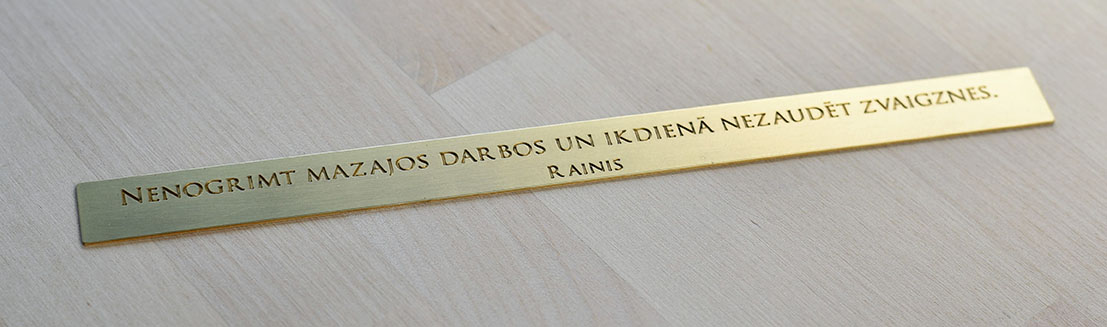 Nenogrimt mazajos darbos un ikdienā nezaudēt zvaigznes.
Rainis